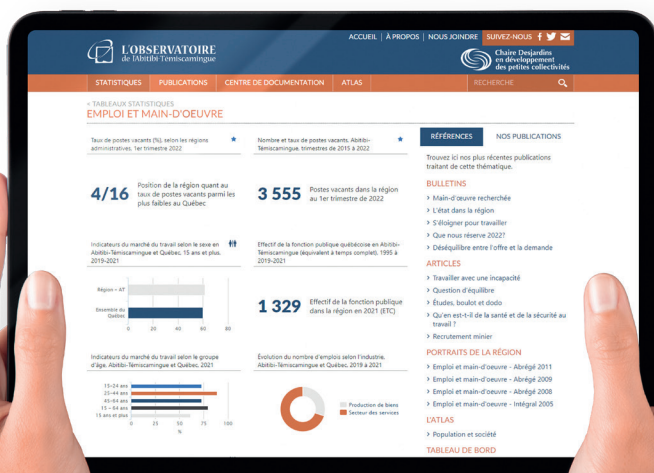 L'OBSERVATOIRE
de l'Abitibi-Témiscamingue
ACCUEIL | À PROPOS | NOUS JOINDRE SUIVEZ-NOUS
Chaire Desjardins
en développement
des petites collectivités
STATISTIQUES PUBLICATIONS CENTRE DE DOCUMENTATION ATLAS RECHERCHE
« TABLEAUX STATISTIQUES
EMPLOI ET MAIN-D'OEUVRE
Taux de postes vacants (%), selon les régions
administratives, 1er trimestre 2022
4/16
Position de la région quant au
taux de postes vacants parmi les
plus faibles au Québec
Nombre et taux de postes vacants, Abitibi-
Témiscamingue, trimestres de 2015 à 2022
3 555
Postes vacants dans la région
au 1er trimestre de 2022
Indicateurs du marché du travail selon le sexe en
Abitibi-Témiscamingue et Québec, 15 ans et plus,
2019-2021
Région - AT
Ensemble du
Québec
0 20 40 60 80
Effectif de la fonction publique québécoise en Abitibi-
Témiscamingue (équivalent à temps complet), 1995 à
2019-2021
1 329
Effectif de la fonction publique
dans la région en 2021 (ETC)
Indicateurs du marché du travail selon le groupe
d'âge, Abitibi-Témiscamingue et Québec, 2021
15-24 ans
25-44 ans
45-64 ans
15 - 64 ans
15 ans et plus
0 25 50 75 100
%
Évolution du nombre d'emplois selon l'industrie,
Abitibi-Témiscamingue et Québec, 2019 à 2021
Production de biens
Secteur des services
RÉFÉRENCES NOS PUBLICATIONS
Trouvez ici nos plus récentes publications
traitant de cette thématique.
BULLETINS
> Main-d'œuvre recherchée
> L'état dans la région
> S'éloigner pour travailler
> Que nous réserve 2022?
> Déséquilibre entre l'offre et la demande
ARTICLES
> Travailler avec une incapacité
> Question d'équilibre
> Études, boulot et dodo
> Qu'en est-t-il de la santé et de la sécurité au
travail ?
> Recrutement minier
PORTRAITS DE LA RÉGION
> Emploi et main-d'oeuvre - Abrégé 2011
> Emploi et main-d'oeuvre - Abrégé 2009
> Emploi et main-d'oeuvre - Abrégé 2008
> Emploi et main-d'oeuvre - Intégral 2005
L'ATLAS
> Population et société
TABLEAU DE BORD